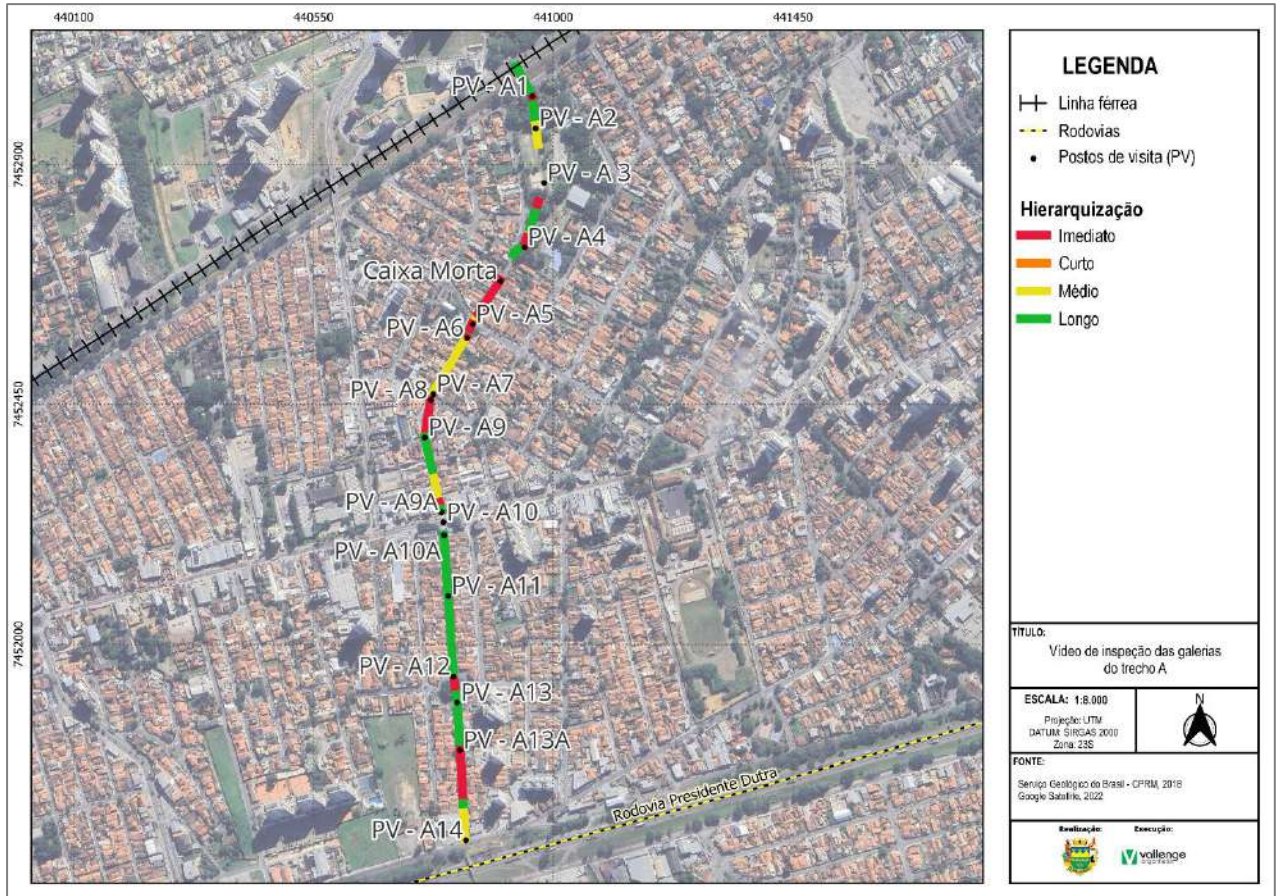 440100
440550
441000
441450
7452900
7452450
7452000
PV - A1
PV - A2
PV - A 3
PV - A4
Caixa Morta
PV - A5
PV - A6
PV - A7
PV - A8
PV - A9
PV - A9A
PV - A10
PV - A10A
PV - A11
PV - A12
PV - A13
PV - A13A
PV - A14
Rodovia Presidente Dutra
LEGENDA
Linha férrea
Rodovias
Postos de visita (PV)
Hierarquização
Imediato
Curto
Médio
Longo
TÍTULO:
Vídeo de inspeção das galerias
do trecho A
ESCALA: 1:8.000
Projeção: UTM
DATUM: SIRGAS 2000
Zona: 23S
N
FONTE:
Serviço Geológico do Brasil - CPRM, 2018
Google Satellite, 2022
Realização:
Execução:
vallenge